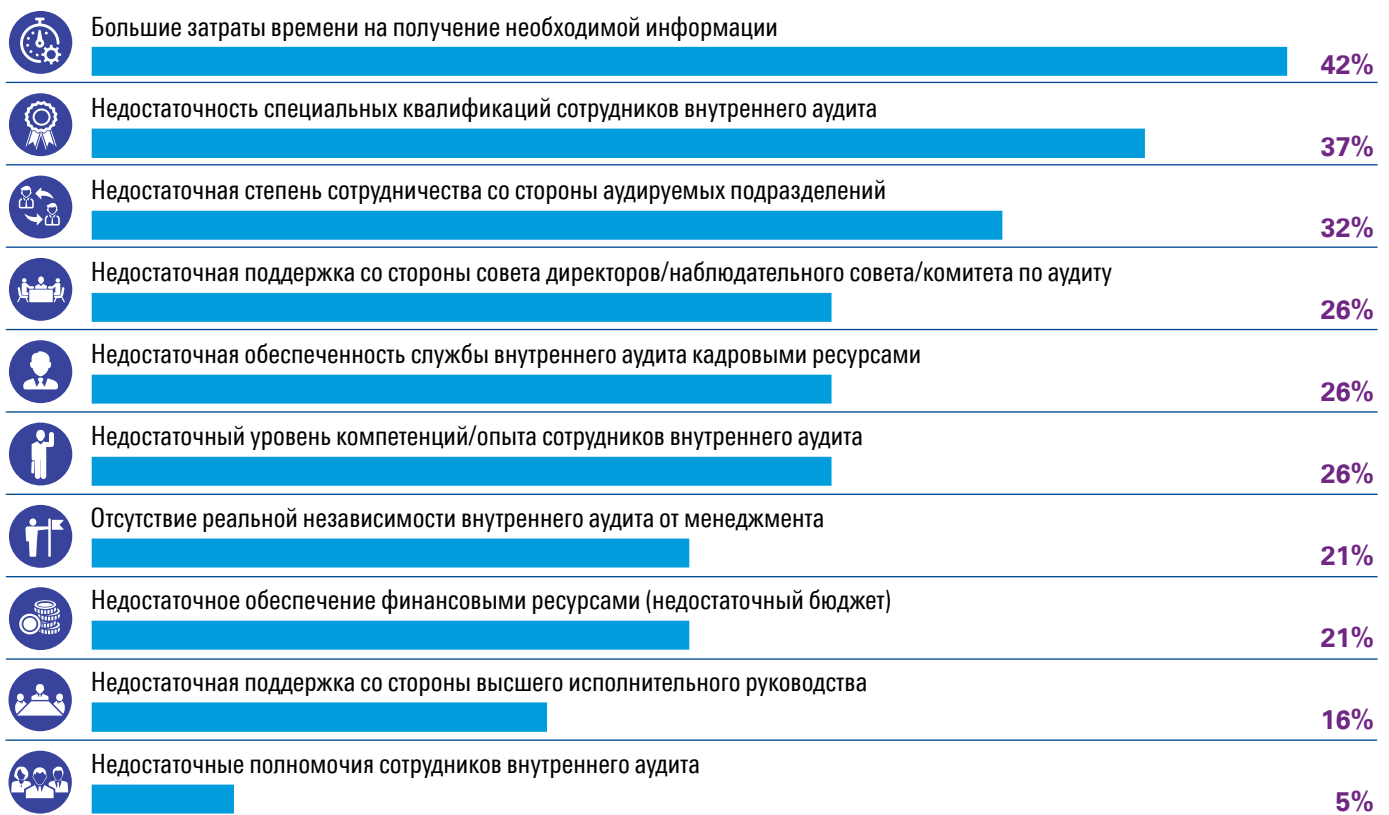 Большие затраты времени на получение необходимой информации
42%
Недостаточность специальных квалификаций сотрудников внутреннего аудита
37%
Недостаточная степень сотрудничества со стороны аудируемых подразделений
32%
Недостаточная поддержка со стороны совета директоров/наблюдательного совета/комитета по аудиту
26%
Недостаточная обеспеченность службы внутреннего аудита кадровыми ресурсами
26%
Недостаточный уровень компетенций/опыта сотрудников внутреннего аудита
26%
Отсутствие реальной независимости внутреннего аудита от менеджмента
21%
Недостаточное обеспечение финансовыми ресурсами (недостаточный бюджет)
21%
Недостаточная поддержка со стороны высшего исполнительного руководства
16%
Недостаточные полномочия сотрудников внутреннего аудита
5%